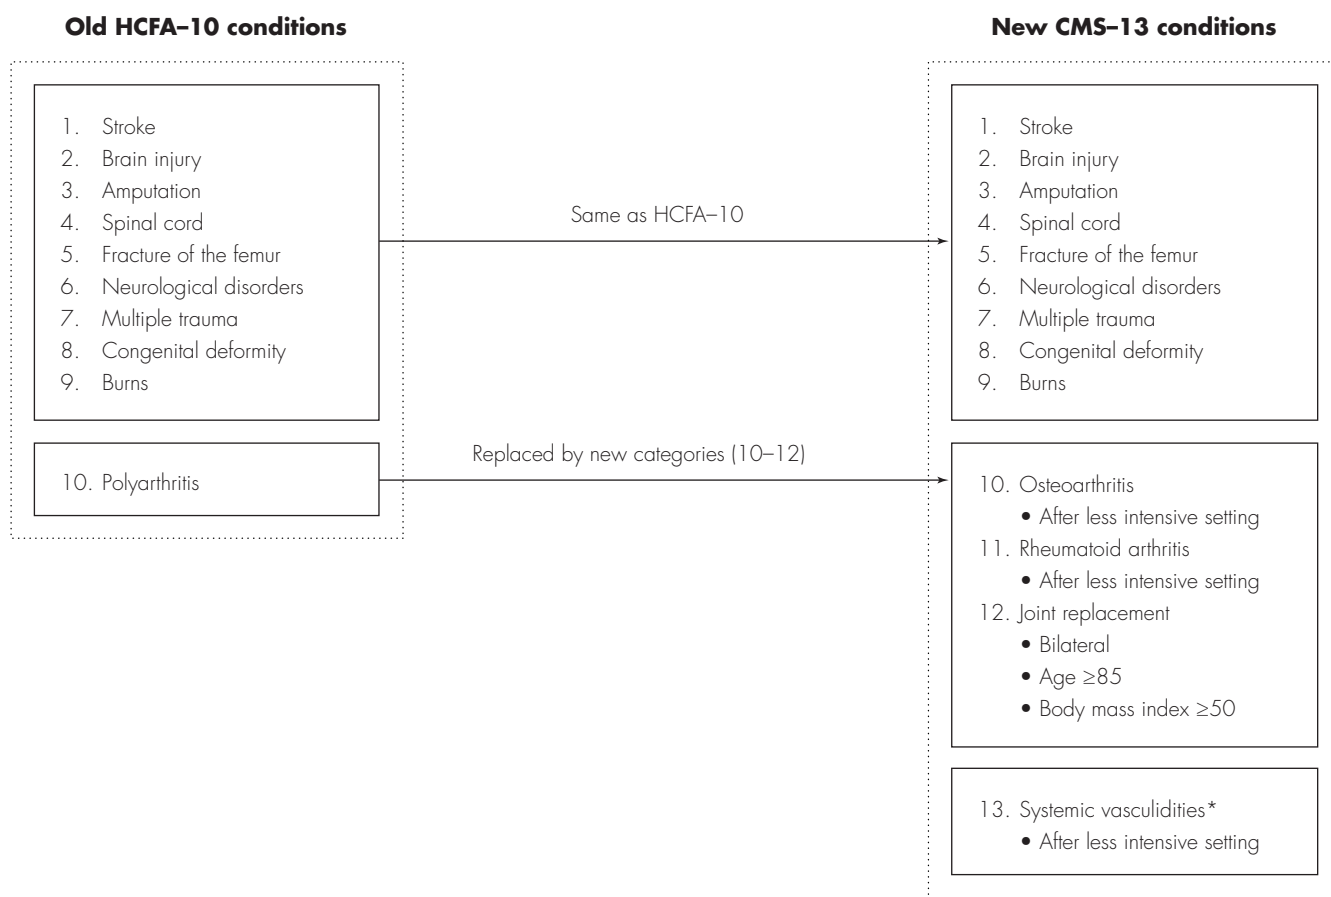 Old HCFA–10 conditions
1. Stroke
2. Brain injury
3. Amputation
4. Spinal cord
5. Fracture of the femur
6. Neurological disorders
7. Multiple trauma
8. Congenital deformity
9. Burns
10. Polyarthritis
Same as HCFA–10
Replaced by new categories (10–12)
New CMS–13 conditions
1. Stroke
2. Brain injury
3. Amputation
4. Spinal cord
5. Fracture of the femur
6. Neurological disorders
7. Multiple trauma
8. Congenital deformity
9. Burns
10. Osteoarthritis
• After less intensive setting
11. Rheumatoid arthritis
• After less intensive setting
12. Joint replacement
• Bilateral
• Age ≥85
• Body mass index ≥50
13. Systemic vasculidities*
• After less intensive setting